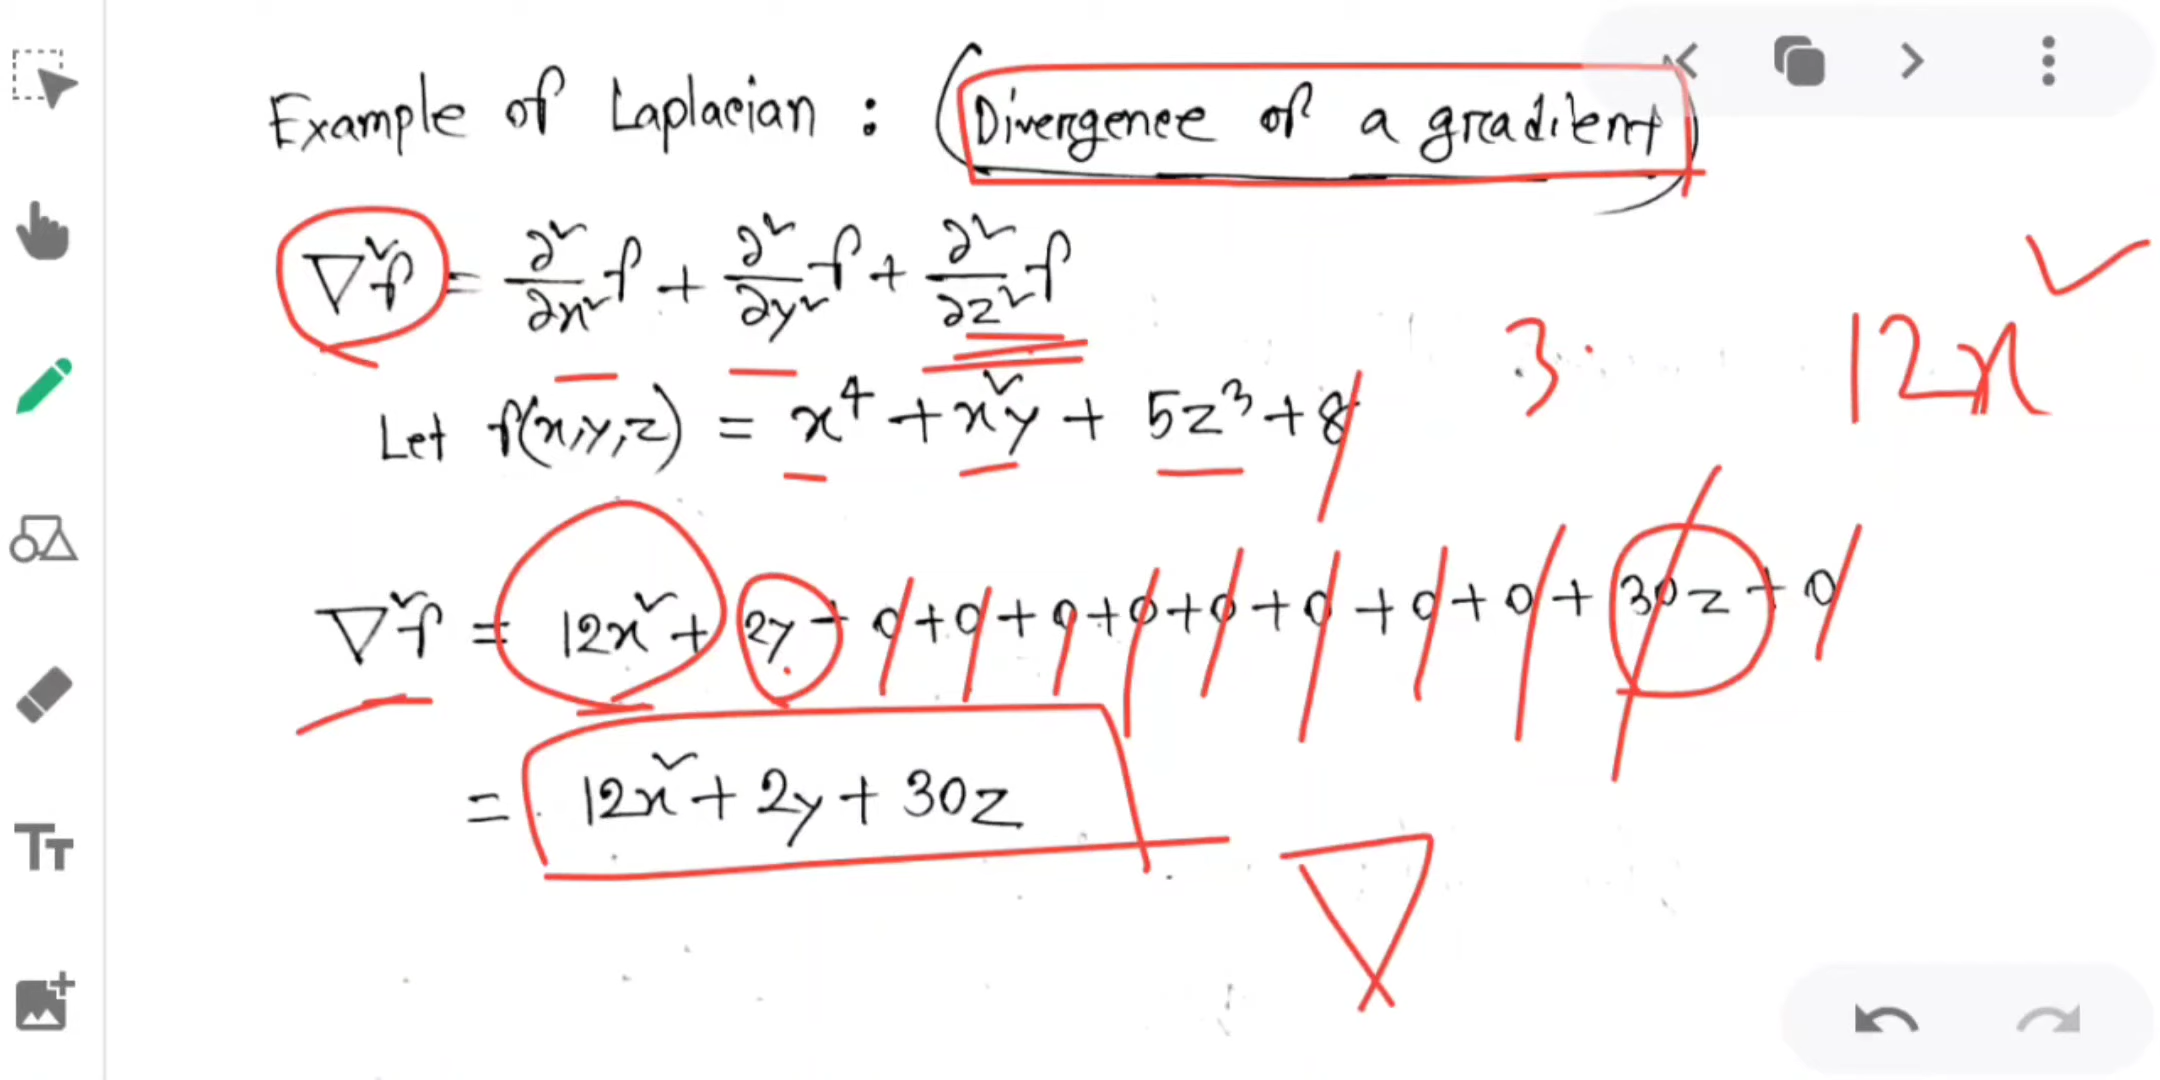 Example of Laplacian : (Divergence of a gradient)
∇²f = ∂²/∂x² f + ∂²/∂y² f + ∂²/∂z² f
3 12x²
Let f(x,y,z) = x⁴ + x²y + 5z³ + 8
∇²f = 12x² + 2y + 0 + 0 + 0 + 0 + 0 + 0 + 0 + 0 + 30z + 0
= 12x² + 2y + 30z
∇
TT